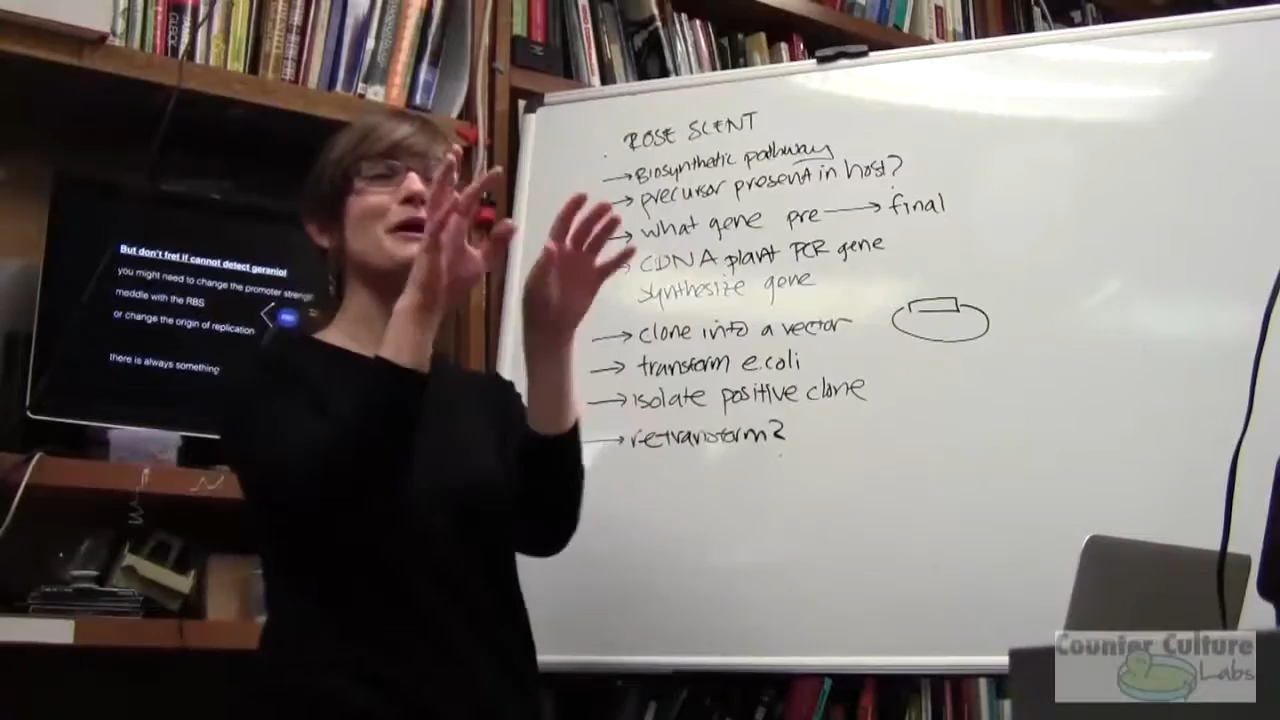 But don't fret if cannot detect geraniol
you might need to change the promoter strength
meddle with the RBS
or change the origin of replication
there is always something
ROSE SCENT
→ Biosynthetic pathway
→ precursor present in host?
→ what gene pre → final
CDNA plant PCR gene
synthesize gene
→ clone into a vector
→ transform e.coli
→ isolate positive clone
→ retransform?
Counter Culture
Labs